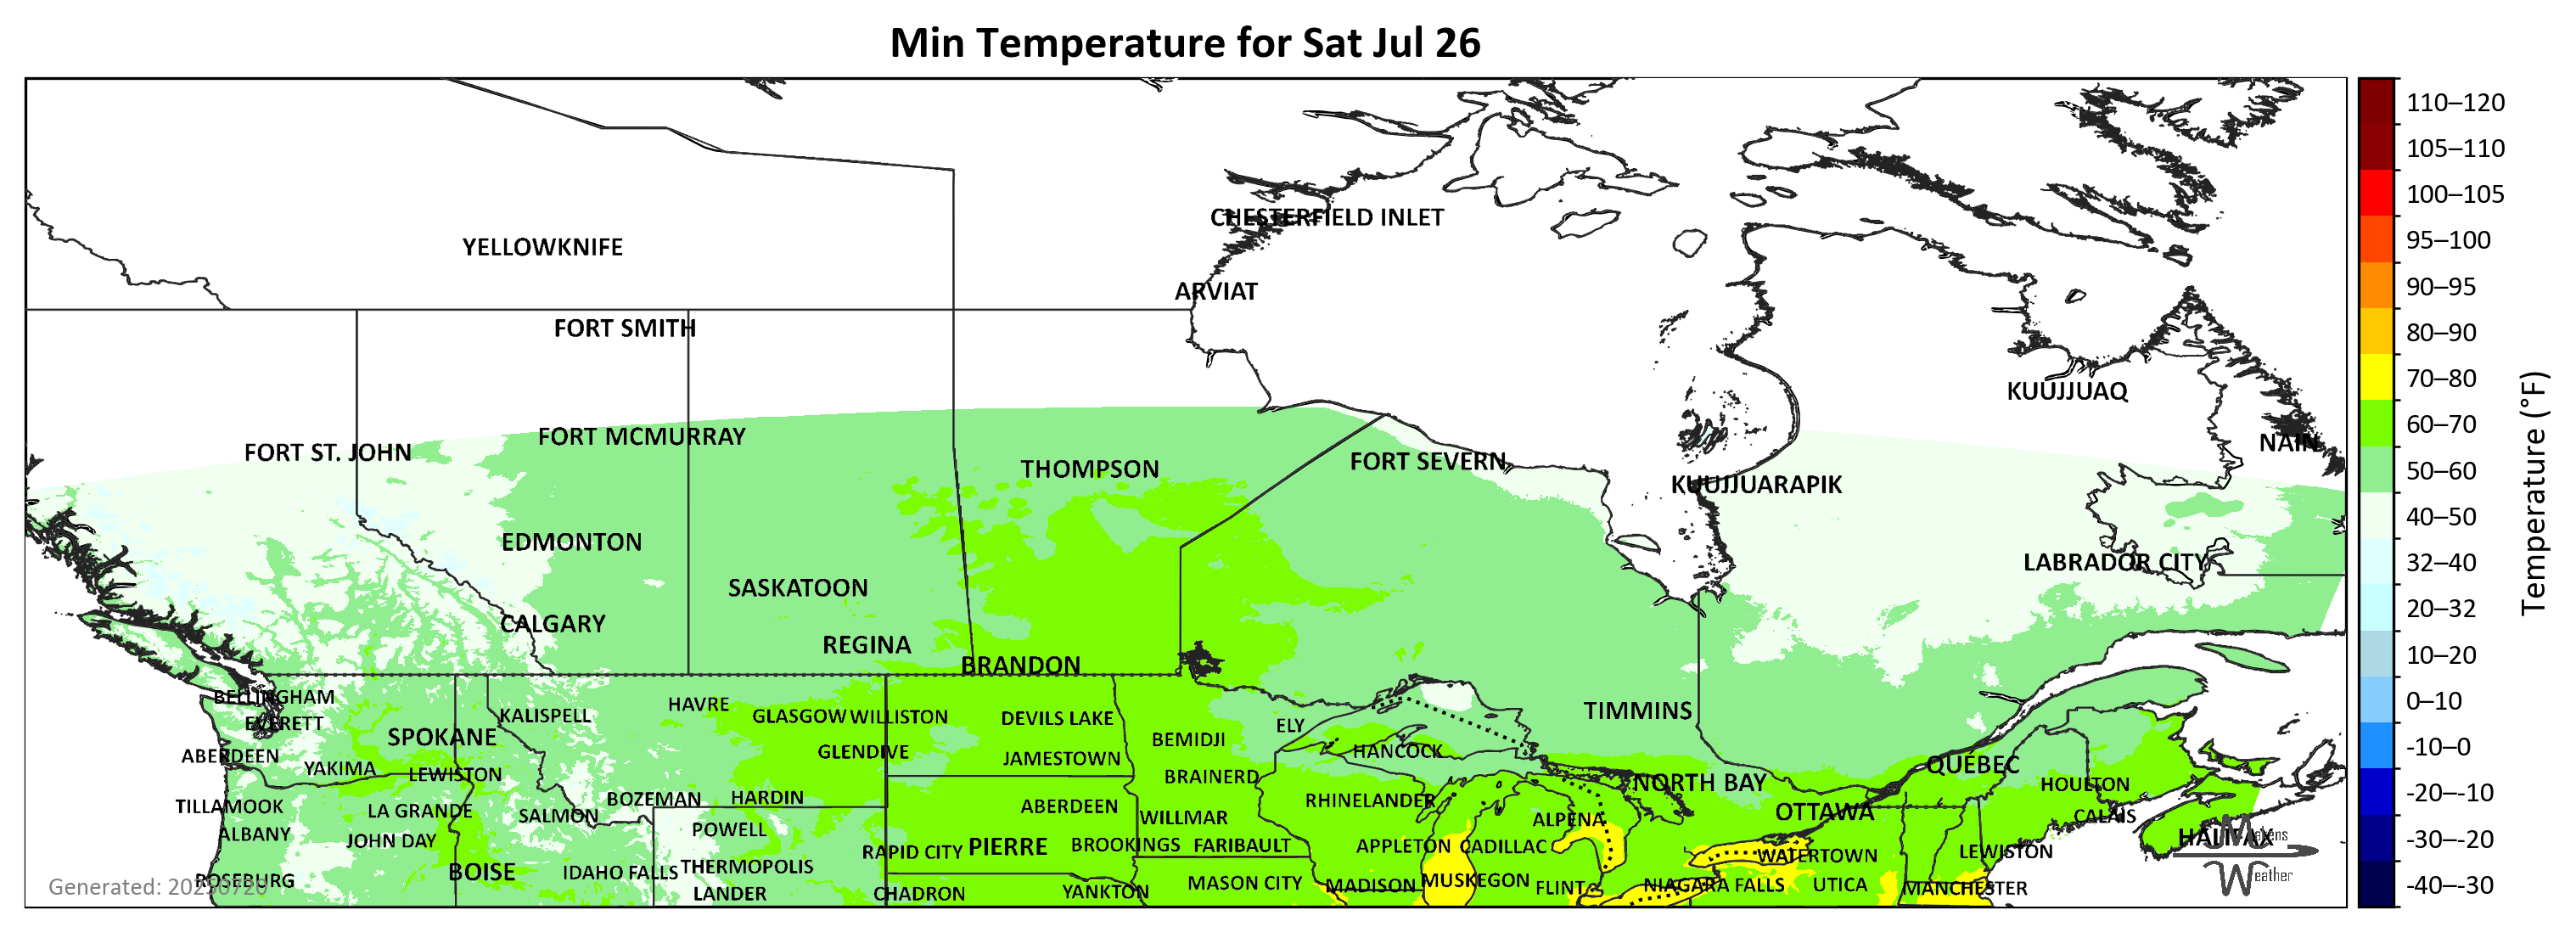 Min Temperature for Sat Jul 26
110–120
105–110
100–105
95–100
90–95
80–90
70–80
60–70
50–60
40–50
32–40
20–32
10–20
0–10
-10–0
-20–-10
-30–-20
-40–-30
Temperature (°F)
CHESTERFIELD INLET
YELLOWKNIFE
ARVIAT
FORT SMITH
KUUJJUAQ
FORT MCMURRAY
NAIN
FORT ST. JOHN
FORT SEVERN
THOMPSON
KUUJJUARAPIK
EDMONTON
LABRADOR CITY
SASKATOON
CALGARY
REGINA
BRANDON
BELLINGHAM
HAVRE
TIMMINS
KALISPELL
GLASGOW
WILLISTON
DEVILS LAKE
EVERETT
ELY
SPOKANE
BEMIDJI
HANCOCK
GLENDIVE
ABERDEEN
JAMESTOWN
QUÉBEC
YAKIMA
LEWISTON
BRAINERD
NORTH BAY
HOULTON
BOZEMAN
HARDIN
RHINELANDER
TILLAMOOK
LA GRANDE
ABERDEEN
OTTAWA
SALMON
WILLMAR
ALPENA
CALAIS
ALBANY
POWELL
HALIFAX
Makens
Weather
JOHN DAY
RAPID CITY
PIERRE
BROOKINGS
FARIBAULT
APPLETON
CADILLAC
WATERTOWN
LEWISTON
BOISE
IDAHO FALLS
THERMOPOLIS
ROSEBURG
MASON CITY
MADISON
MUSKEGON
FLINT
NIAGARA FALLS
UTICA
MANCHESTER
LANDER
CHADRON
YANKTON
Generated: 20250720